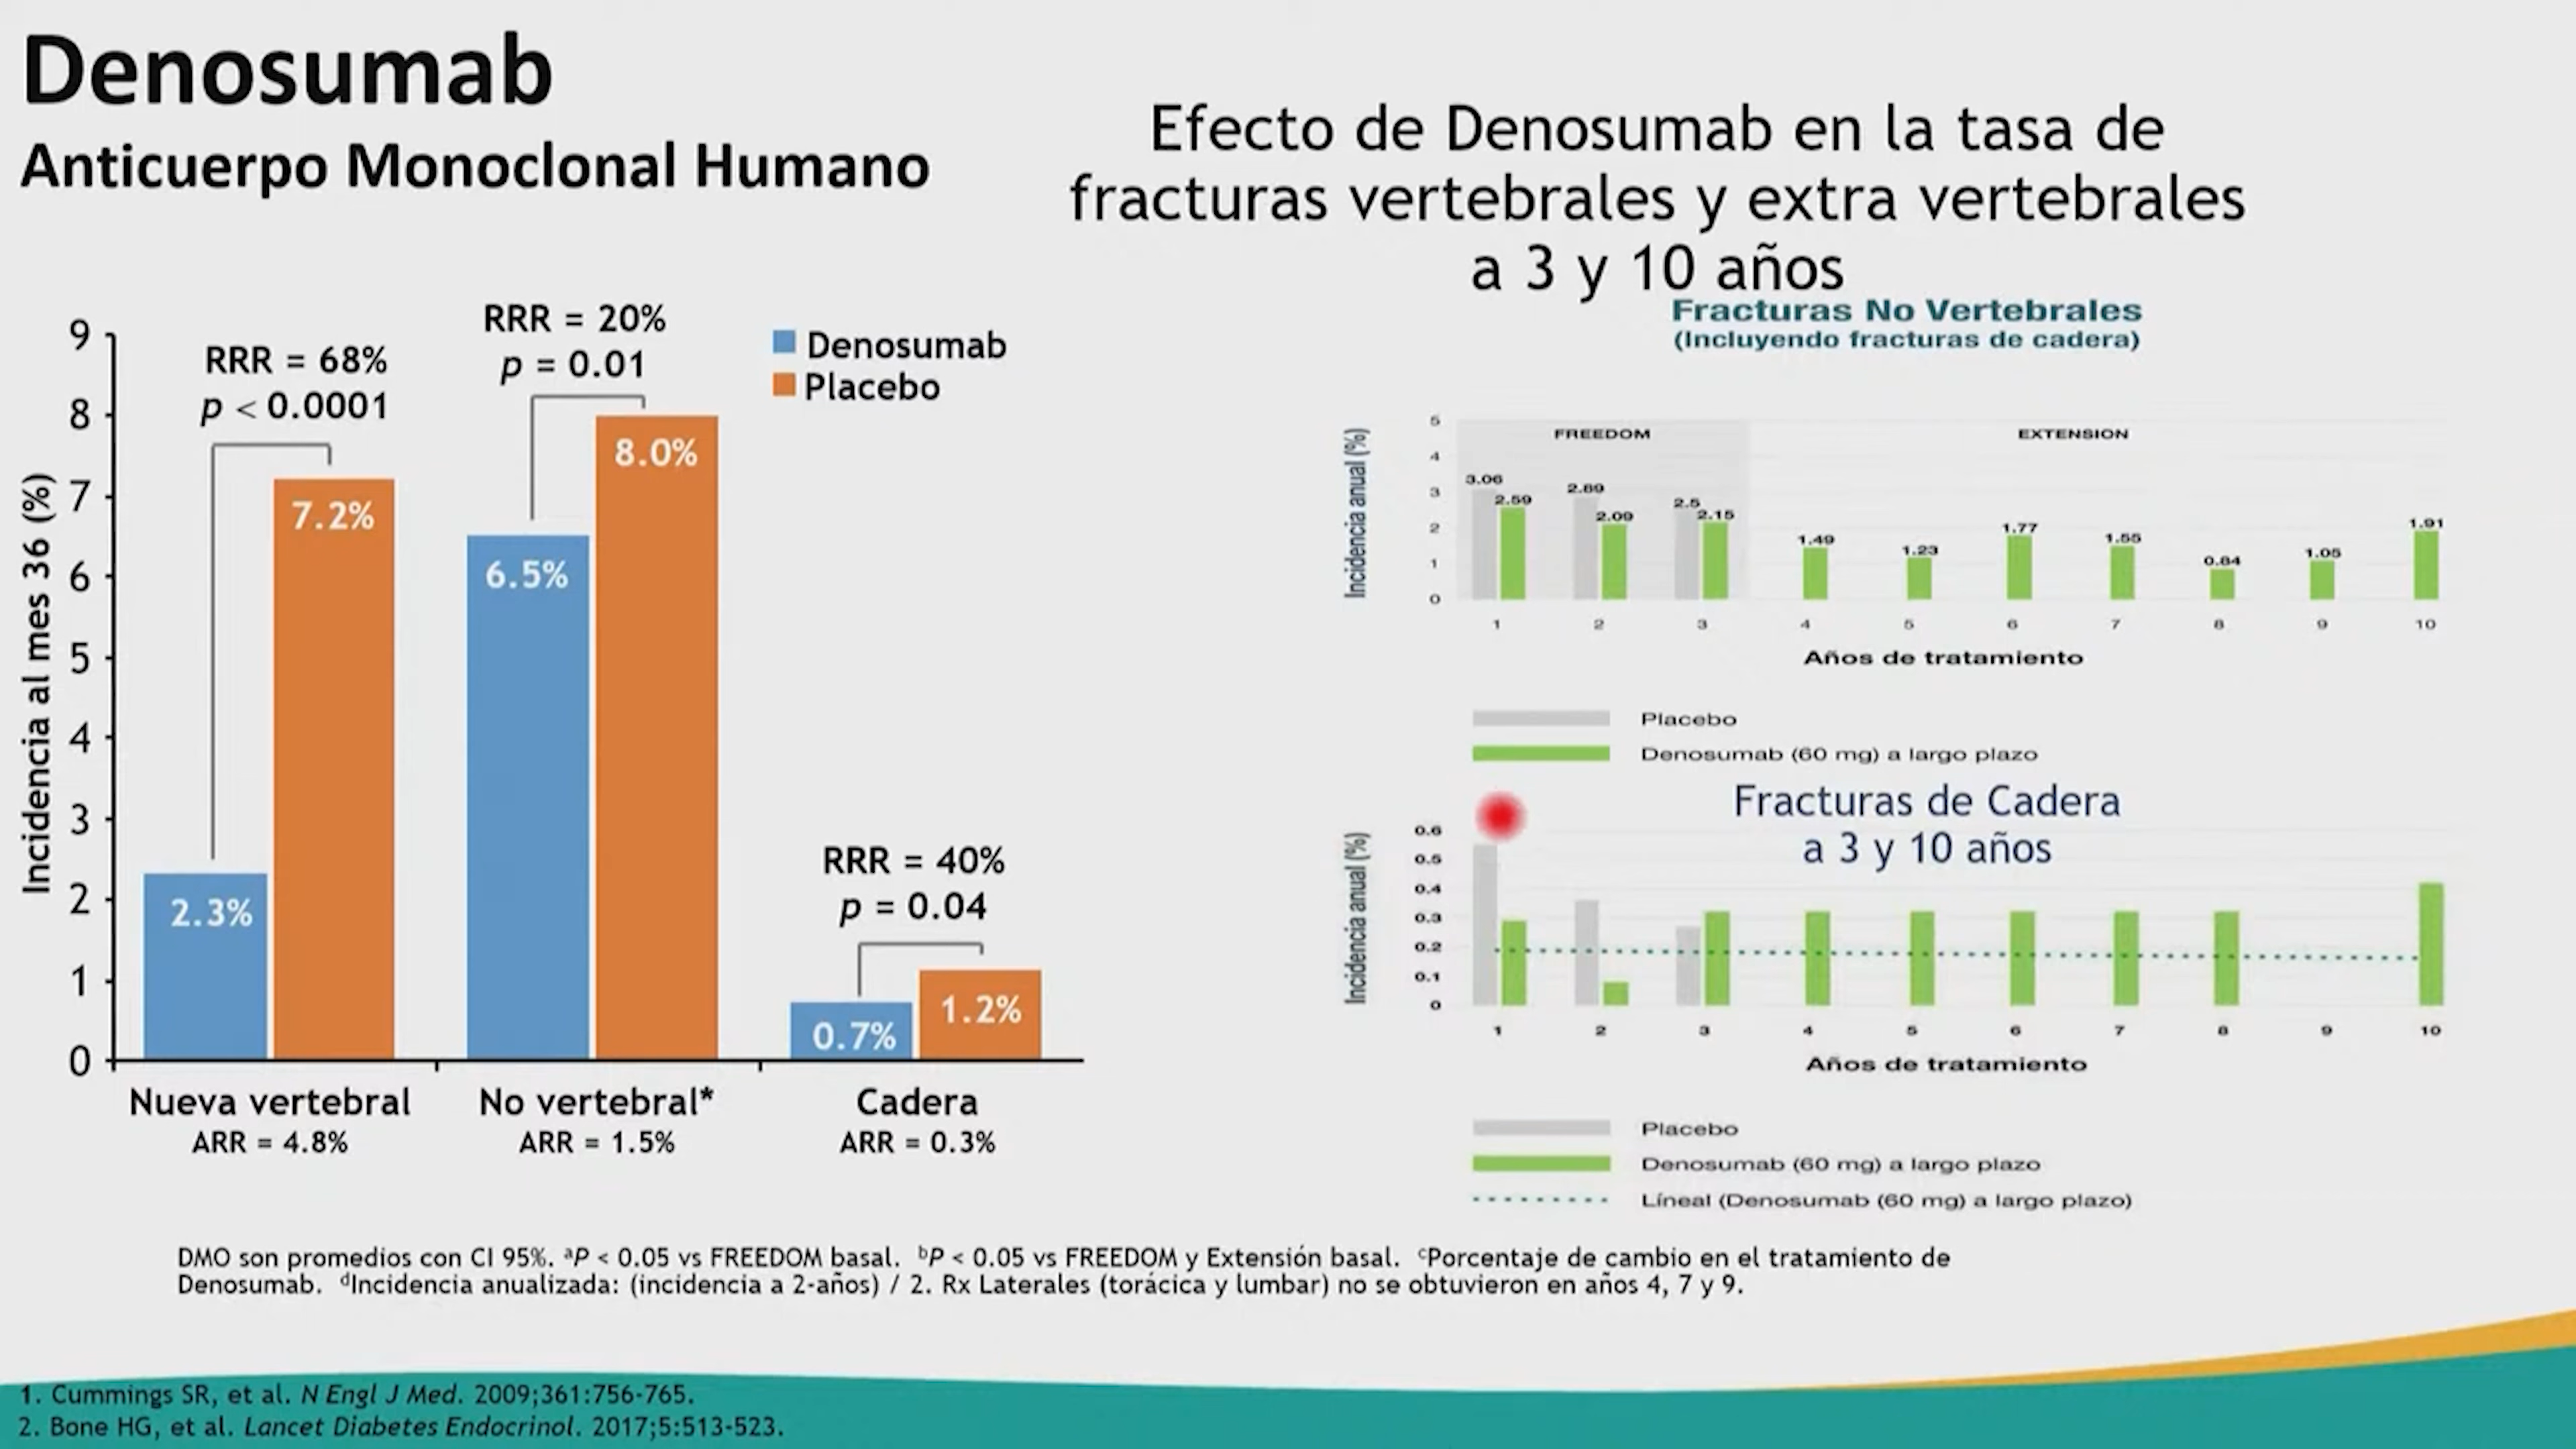 Denosumab
Anticuerpo Monoclonal Humano
Efecto de Denosumab en la tasa de
fracturas vertebrales y extra vertebrales
a 3 y 10 años
Incidencia al mes 36 (%)
9
8
7
6
5
4
3
2
1
0
RRR = 68%
p < 0.0001
RRR = 20%
p = 0.01
RRR = 40%
p = 0.04
Denosumab
Placebo
2.3%
7.2%
6.5%
8.0%
0.7%
1.2%
Nueva vertebral
ARR = 4.8%
No vertebral*
ARR = 1.5%
Cadera
ARR = 0.3%
Fracturas No Vertebrales
(Incluyendo fracturas de cadera)
Incidencia anual (%)
5
4
3
2
1
0
FREEDOM
EXTENSION
3.06
2.59
2.89
2.09
2.5
2.15
1.49
1.23
1.77
1.55
0.84
1.05
1.91
1 2 3 4 5 6 7 8 9 10
Años de tratamiento
Placebo
Denosumab (60 mg) a largo plazo
Fracturas de Cadera
a 3 y 10 años
Incidencia anual (%)
0.6
0.5
0.4
0.3
0.2
0.1
0
1 2 3 4 5 6 7 8 9 10
Años de tratamiento
Placebo
Denosumab (60 mg) a largo plazo
Líneal (Denosumab (60 mg) a largo plazo)
DMO son promedios con CI 95%. ᵃP < 0.05 vs FREEDOM basal. ᵇP < 0.05 vs FREEDOM y Extensión basal. ᶜPorcentaje de cambio en el tratamiento de
Denosumab. ᵈIncidencia anualizada: (incidencia a 2-años) / 2. Rx Laterales (torácica y lumbar) no se obtuvieron en años 4, 7 y 9.
1. Cummings SR, et al. N Engl J Med. 2009;361:756-765.
2. Bone HG, et al. Lancet Diabetes Endocrinol. 2017;5:513-523.